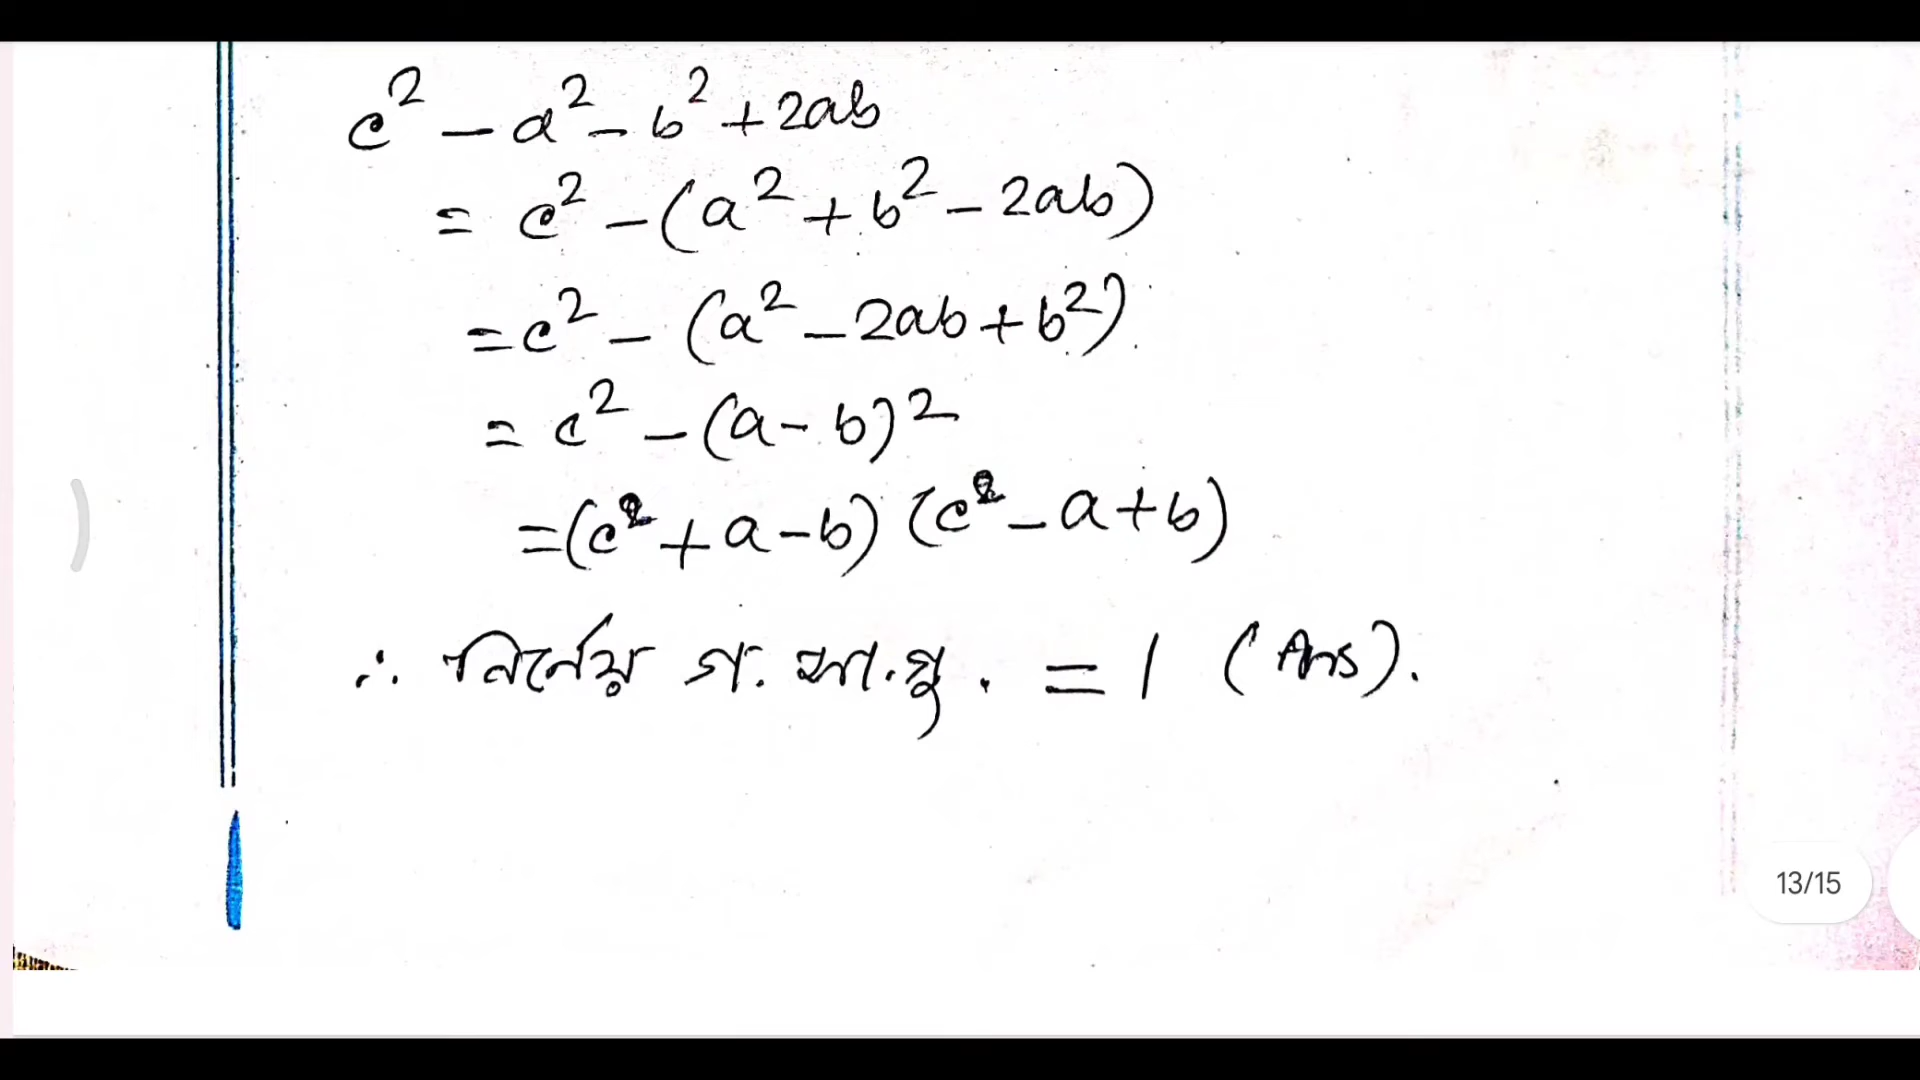 c² - a² - b² + 2ab
= c² - (a² + b² - 2ab)
= c² - (a² - 2ab + b²)
= c² - (a - b)²
= (c² + a - b) (c² - a + b)
∴ নির্নেয় গ. সা. গু. = 1 (Ans).
13/15